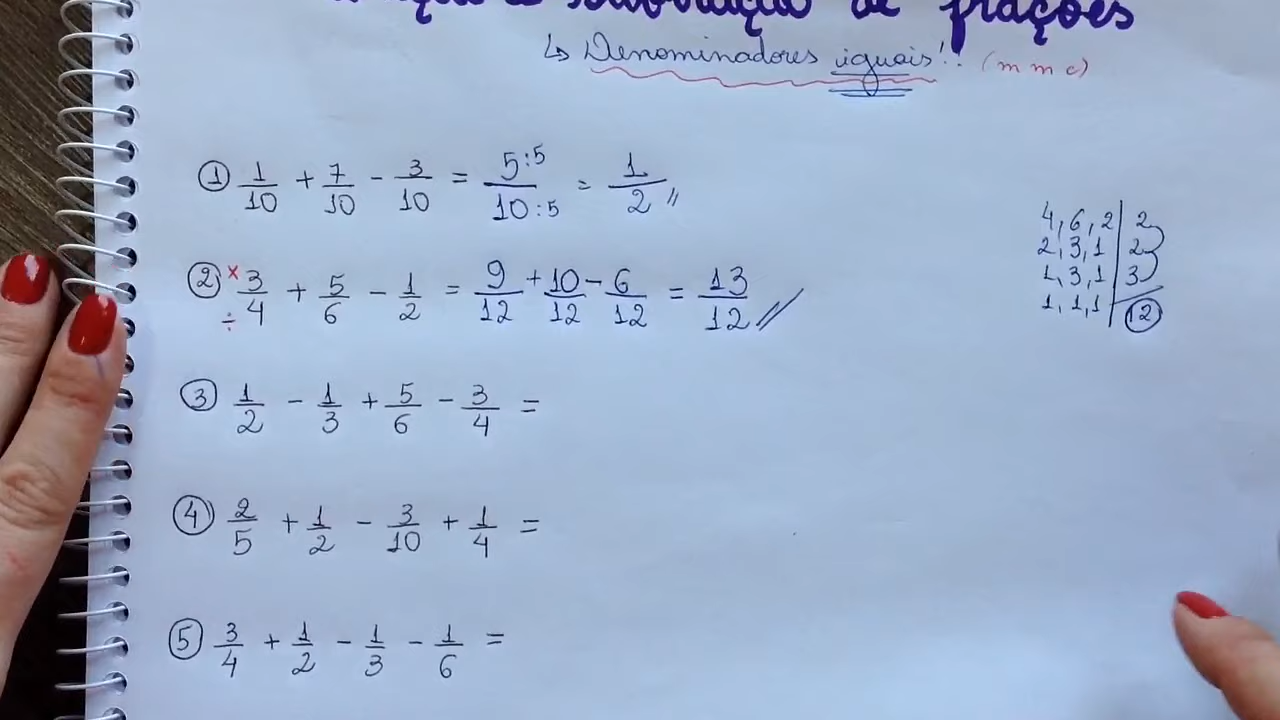 de frações
↳ Denominadores iguais!! (m m c)
① 1/10 + 7/10 - 3/10 = 5:5/10:5 = 1/2 //
② × 3/4 ÷ + 5/6 - 1/2 = 9/12 + 10/12 - 6/12 = 13/12 //
4, 6, 2 | 2
2, 3, 1 | 2
1, 3, 1 | 3
1, 1, 1 | 12
③ 1/2 - 1/3 + 5/6 - 3/4 =
④ 2/5 + 1/2 - 3/10 + 1/4 =
⑤ 3/4 + 1/2 - 1/3 - 1/6 =